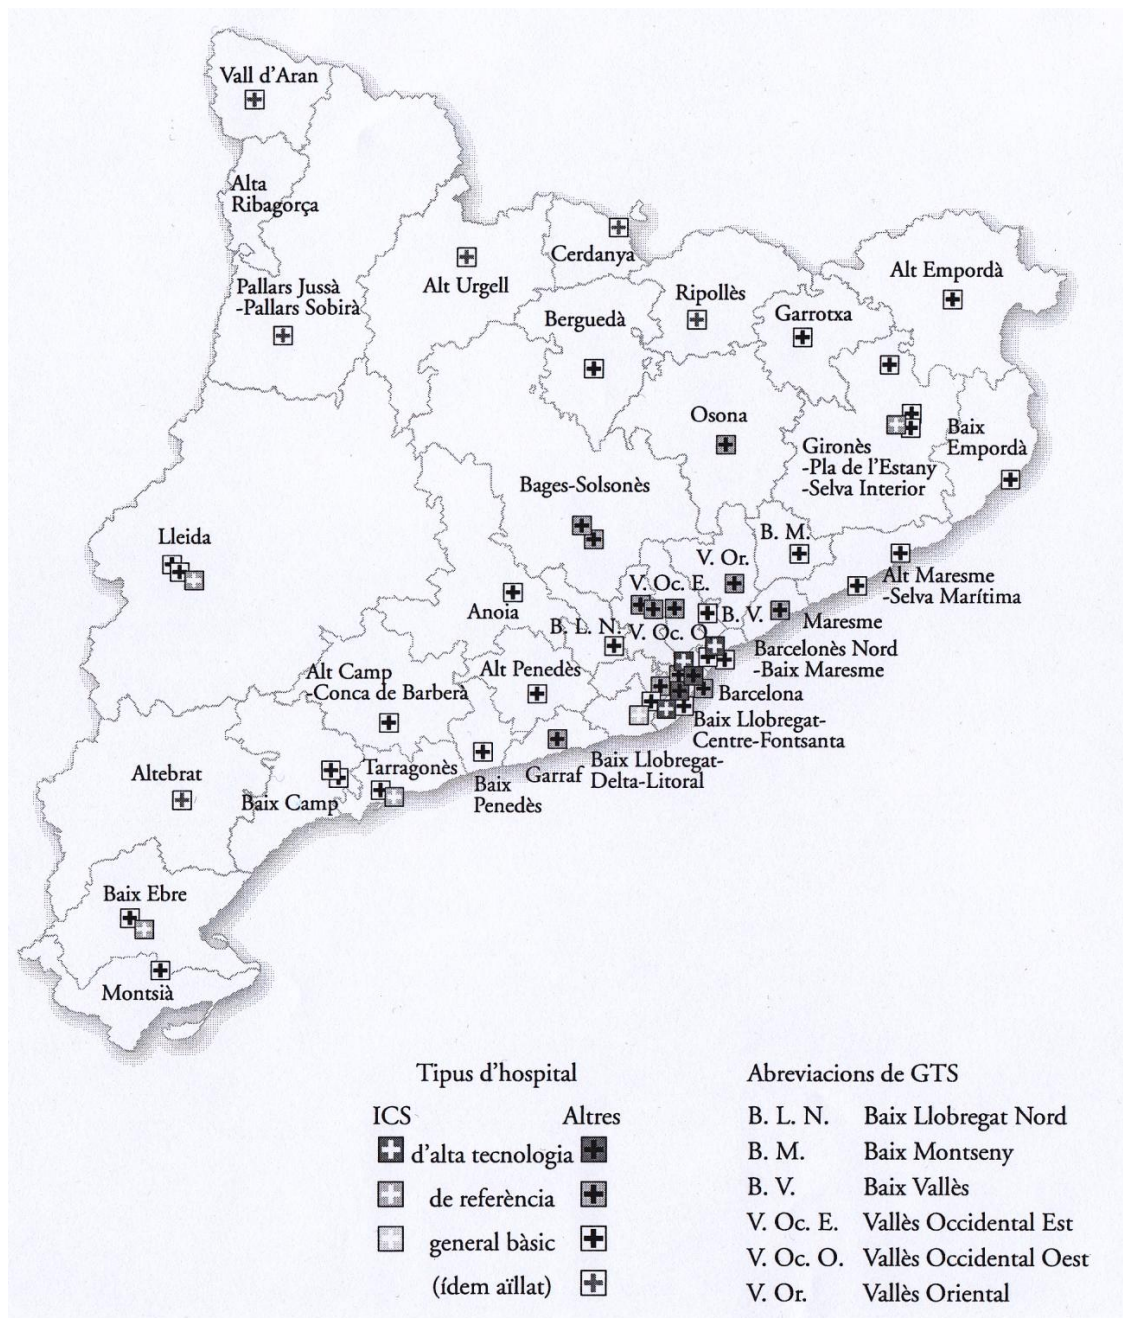 Vall d'Aran
Alta
Ribagorça
Cerdanya
Alt Urgell
Alt Empordà
Pallars Jussà
-Pallars Sobirà
Ripollès
Garrotxa
Berguedà
Osona
Gironès
-Pla de l'Estany
-Selva Interior
Baix
Empordà
Bages-Solsonès
Lleida
B. M.
V. Or.
V. Oc. E.
Alt Maresme
-Selva Marítima
Anoia
B. L. N.
V. Oc. O.
B. V.
Maresme
Barcelonès Nord
-Baix Maresme
Alt Camp
-Conca de Barberà
Alt Penedès
Barcelona
Baix Llobregat-
Centre-Fontsanta
Baix Llobregat-
Delta-Litoral
Altebrat
Tarragonès
Baix Camp
Baix
Penedès
Garraf
Baix Ebre
Montsià
Tipus d'hospital
ICS Altres
d'alta tecnologia
de referència
general bàsic
(ídem aïllat)
Abreviacions de GTS
B. L. N. Baix Llobregat Nord
B. M. Baix Montseny
B. V. Baix Vallès
V. Oc. E. Vallès Occidental Est
V. Oc. O. Vallès Occidental Oest
V. Or. Vallès Oriental